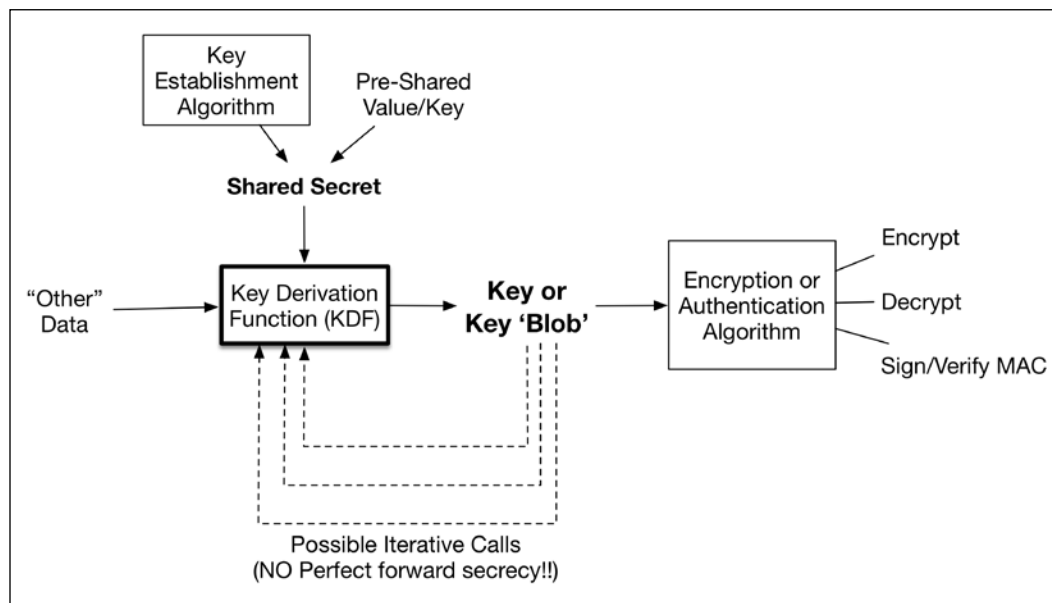 Key
Establishment
Algorithm
Pre-Shared
Value/Key
Shared Secret
“Other”
Data
Key Derivation
Function (KDF)
Key or
Key ‘Blob’
Encryption or
Authentication
Algorithm
Encrypt
Decrypt
Sign/Verify MAC
Possible Iterative Calls
(NO Perfect forward secrecy!!)